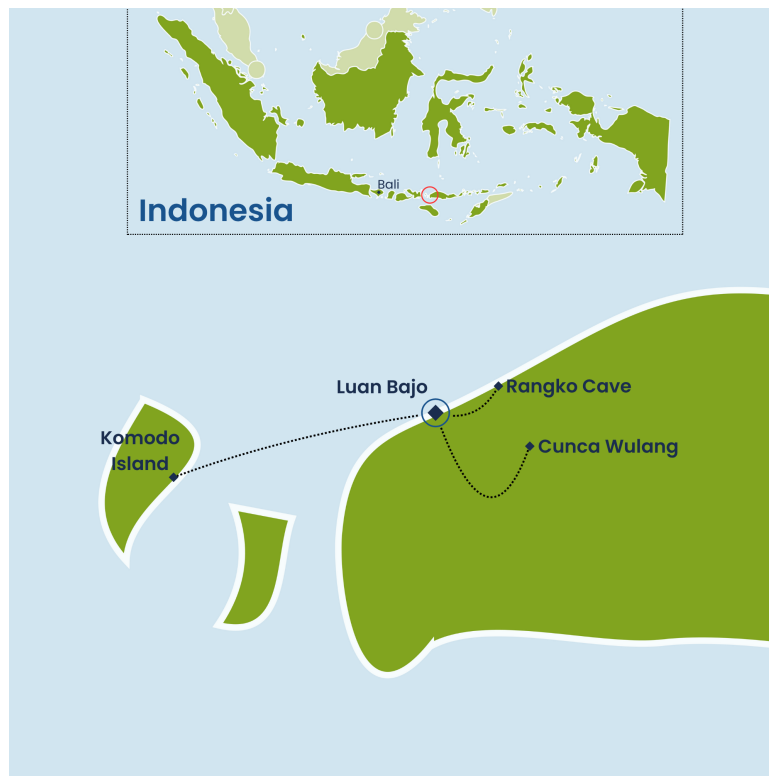 Bali
Indonesia
Luan Bajo
Rangko Cave
Komodo
Island
Cunca Wulang